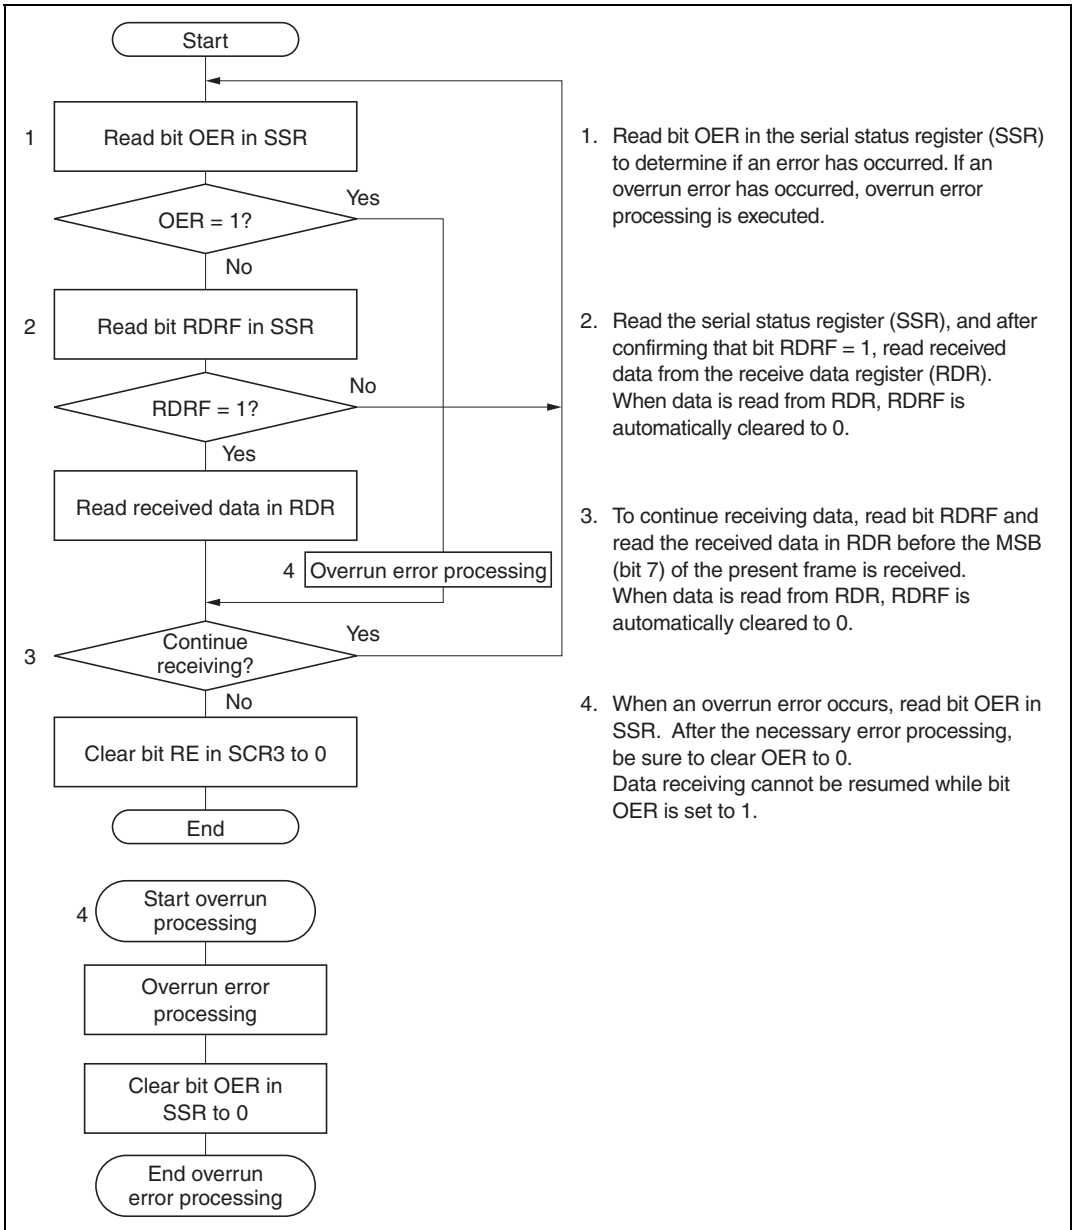 Start
1
Read bit OER in SSR
OER = 1?
Yes
No
2
Read bit RDRF in SSR
RDRF = 1?
No
Yes
Read received data in RDR
4
Overrun error processing
3
Continue
receiving?
Yes
No
Clear bit RE in SCR3 to 0
End
4
Start overrun
processing
Overrun error
processing
Clear bit OER in
SSR to 0
End overrun
error processing
1. Read bit OER in the serial status register (SSR)
to determine if an error has occurred. If an
overrun error has occurred, overrun error
processing is executed.
2. Read the serial status register (SSR), and after
confirming that bit RDRF = 1, read received
data from the receive data register (RDR).
When data is read from RDR, RDRF is
automatically cleared to 0.
3. To continue receiving data, read bit RDRF and
read the received data in RDR before the MSB
(bit 7) of the present frame is received.
When data is read from RDR, RDRF is
automatically cleared to 0.
4. When an overrun error occurs, read bit OER in
SSR.  After the necessary error processing,
be sure to clear OER to 0.
Data receiving cannot be resumed while bit
OER is set to 1.